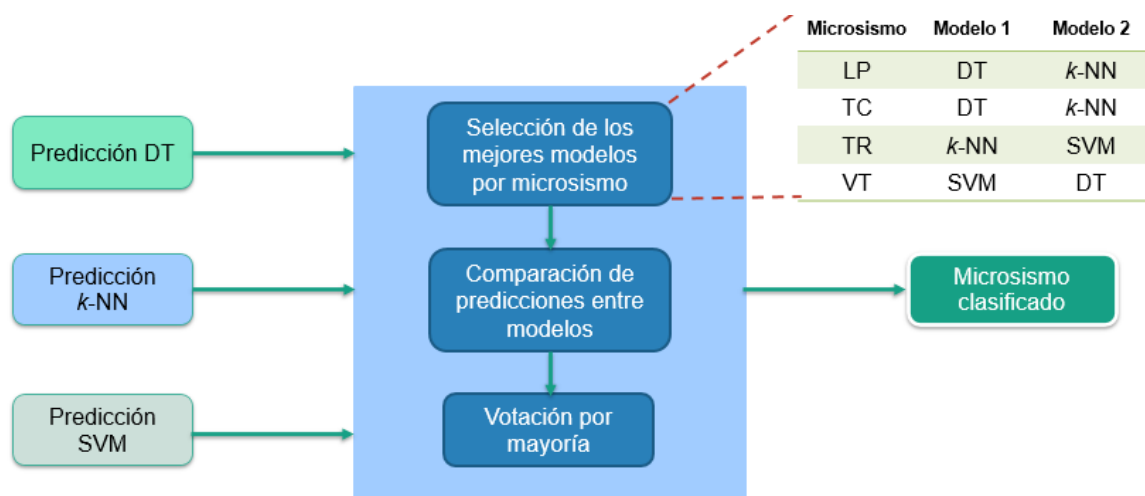 Predicción DT
Predicción
k-NN
Predicción
SVM
Selección de los
mejores modelos
por microsismo
Comparación de
predicciones entre
modelos
Votación por
mayoría
Microsismo Modelo 1 Modelo 2
LP DT k-NN
TC DT k-NN
TR k-NN SVM
VT SVM DT
Microsismo
clasificado